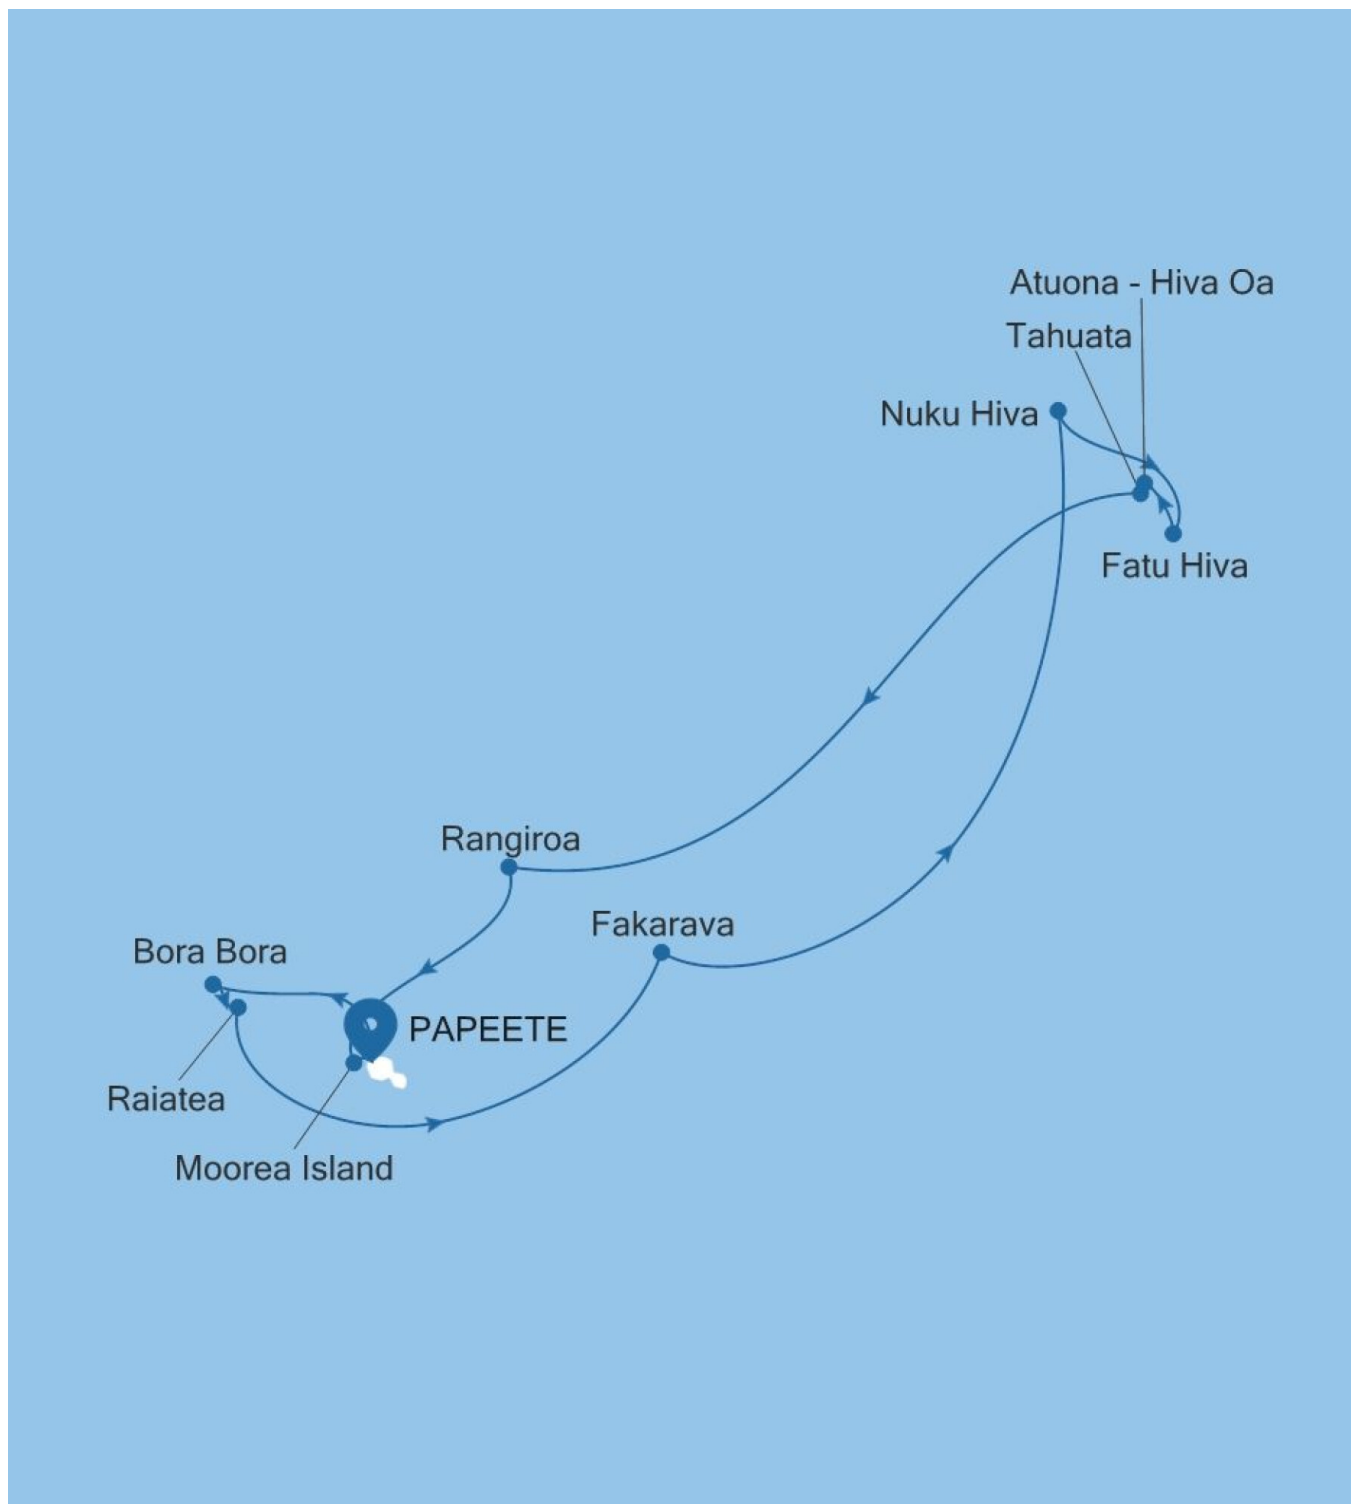 Atuona - Hiva Oa
Tahuata
Nuku Hiva
Fatu Hiva
Rangiroa
Fakarava
Bora Bora
PAPEETE
Raiatea
Moorea Island